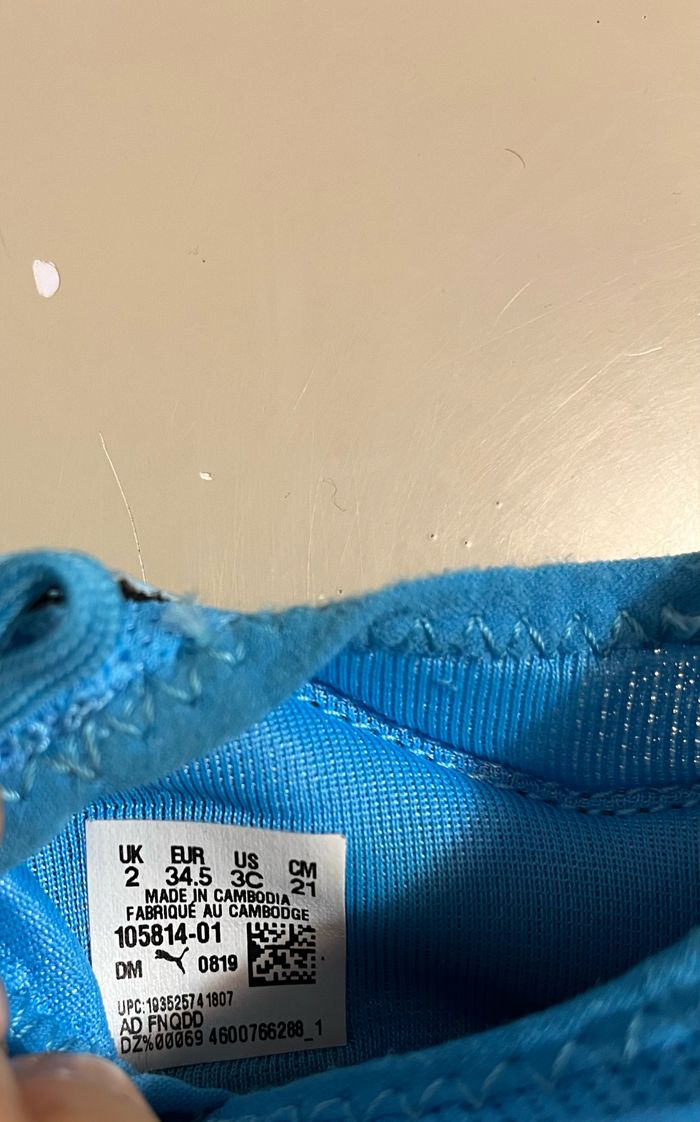 UK EUR US CM
2 34.5 3C 21
MADE IN CAMBODIA
FABRIQUÉ AU CAMBODGE
105814-01
DM 0819
UPC:193525741807
AD FNQDD
DZ%00069 4600766288_1